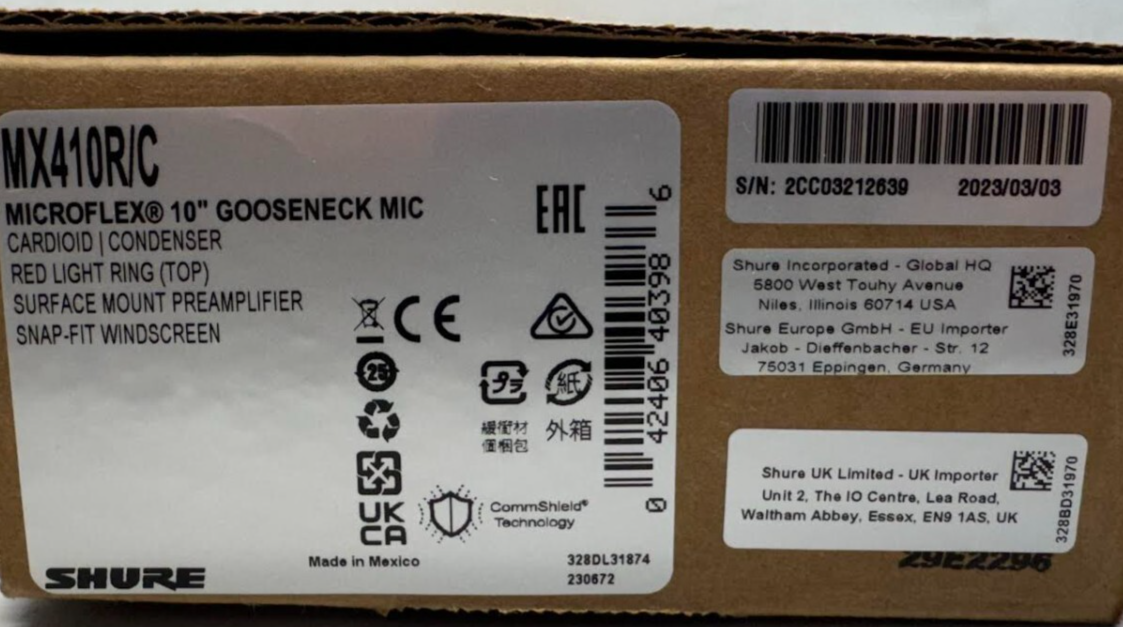 MX410R/C
MICROFLEX® 10" GOOSENECK MIC
CARDIOID | CONDENSER
RED LIGHT RING (TOP)
SURFACE MOUNT PREAMPLIFIER
SNAP-FIT WINDSCREEN
EAC
CE
25
プラ
紙
緩衝材
個梱包
外箱
UK
CA
CommShield®
Technology
Made in Mexico
328DL31874
230672
SHURE
0 42406 40398 6
S/N: 2CC03212639 2023/03/03
Shure Incorporated - Global HQ
5800 West Touhy Avenue
Niles, Illinois 60714 USA
Shure Europe GmbH - EU Importer
Jakob - Dieffenbacher - Str. 12
75031 Eppingen, Germany
328E31970
Shure UK Limited - UK Importer
Unit 2, The IO Centre, Lea Road,
Waltham Abbey, Essex, EN9 1AS, UK
328BD31970
29E2296